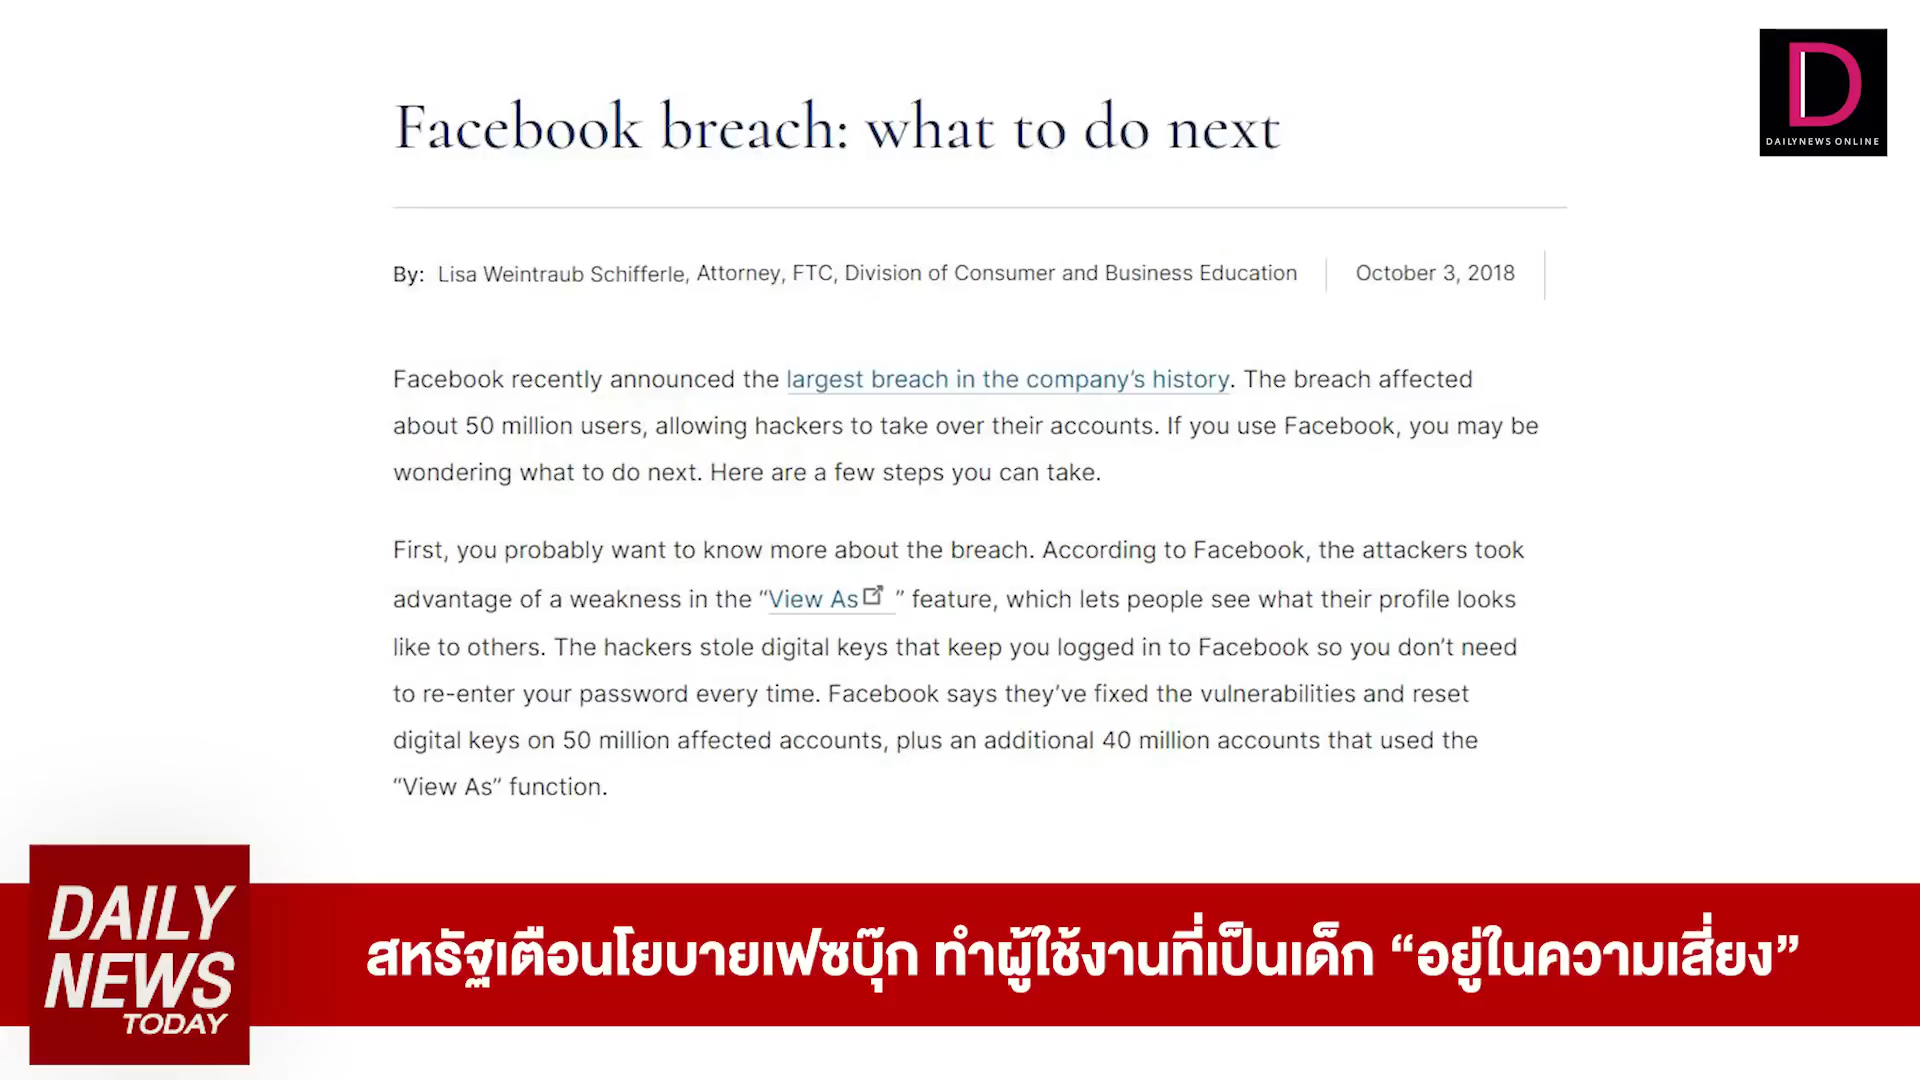 D
DAILYNEWS ONLINE
Facebook breach: what to do next
By: Lisa Weintraub Schifferle, Attorney, FTC, Division of Consumer and Business Education
October 3, 2018
Facebook recently announced the largest breach in the company’s history. The breach affected
about 50 million users, allowing hackers to take over their accounts. If you use Facebook, you may be
wondering what to do next. Here are a few steps you can take.
First, you probably want to know more about the breach. According to Facebook, the attackers took
advantage of a weakness in the “View As ” feature, which lets people see what their profile looks
like to others. The hackers stole digital keys that keep you logged in to Facebook so you don’t need
to re-enter your password every time. Facebook says they’ve fixed the vulnerabilities and reset
digital keys on 50 million affected accounts, plus an additional 40 million accounts that used the
“View As” function.
DAILY
NEWS
TODAY
สหรัฐเตือนโยบายเฟซบุ๊ก ทำผู้ใช้งานที่เป็นเด็ก “อยู่ในความเสี่ยง”